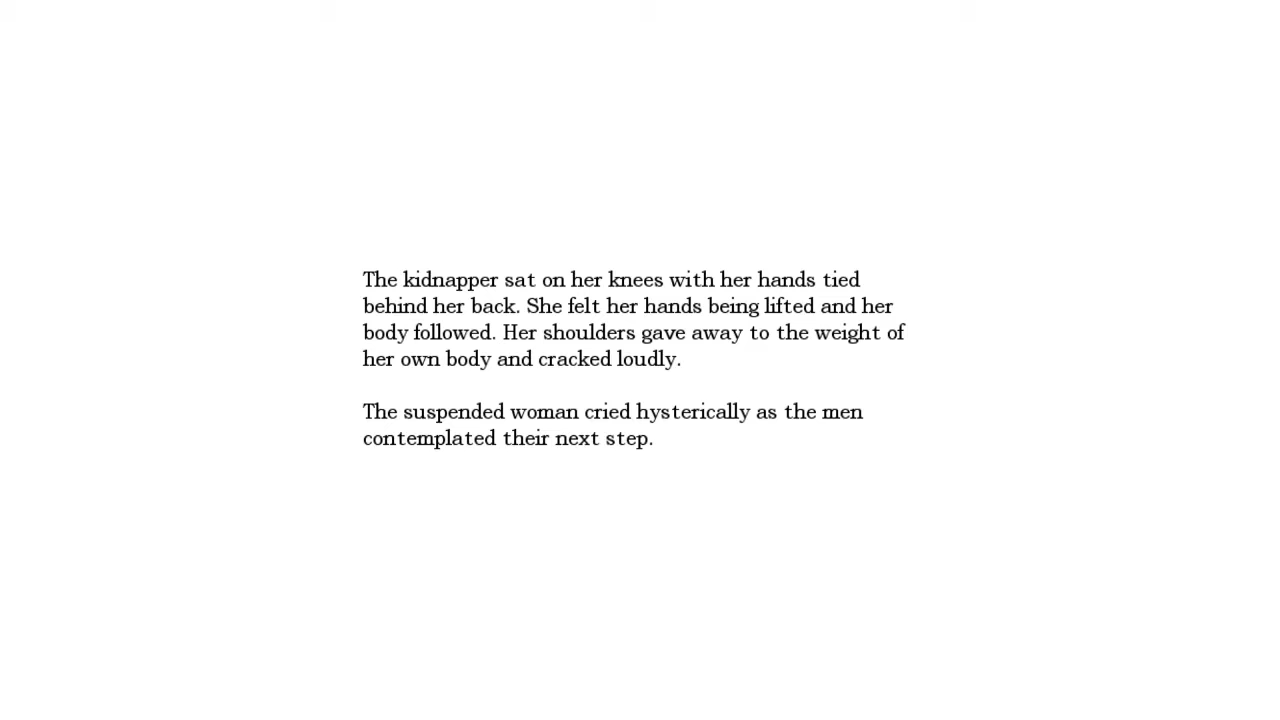 The kidnapper sat on her knees with her hands tied
behind her back. She felt her hands being lifted and her
body followed. Her shoulders gave away to the weight of
her own body and cracked loudly.
The suspended woman cried hysterically as the men
contemplated their next step.